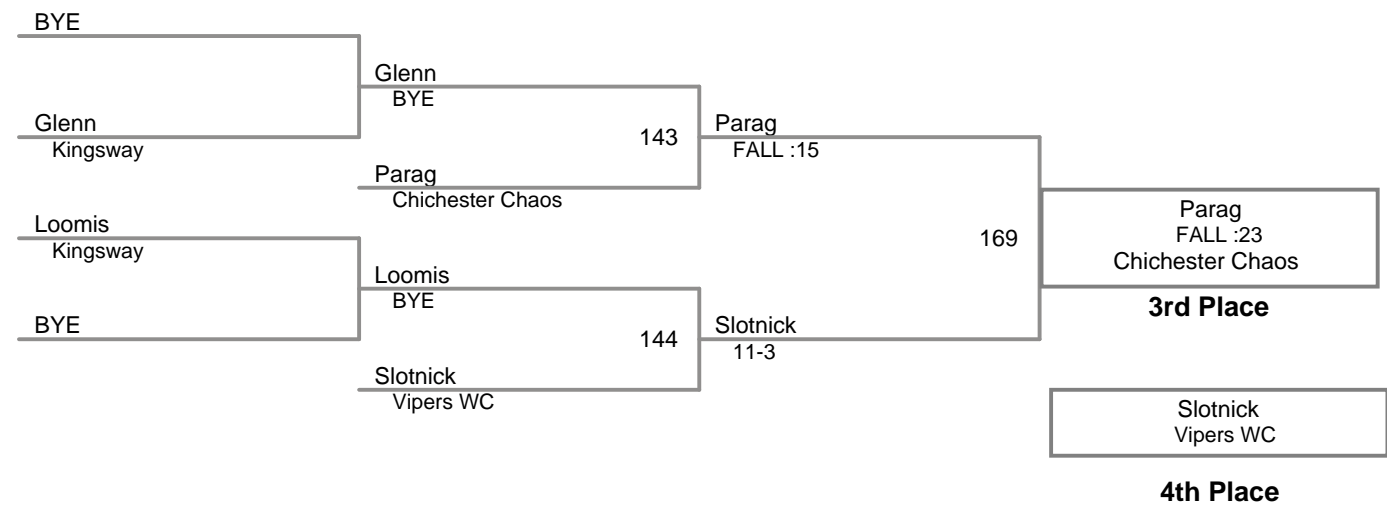 BYE
Glenn
BYE
Glenn
Kingsway
143
Parag
FALL :15
Parag
Chichester Chaos
Loomis
Kingsway
169
Parag
FALL :23
Chichester Chaos
3rd Place
Loomis
BYE
BYE
144
Slotnick
11-3
Slotnick
Vipers WC
Slotnick
Vipers WC
4th Place